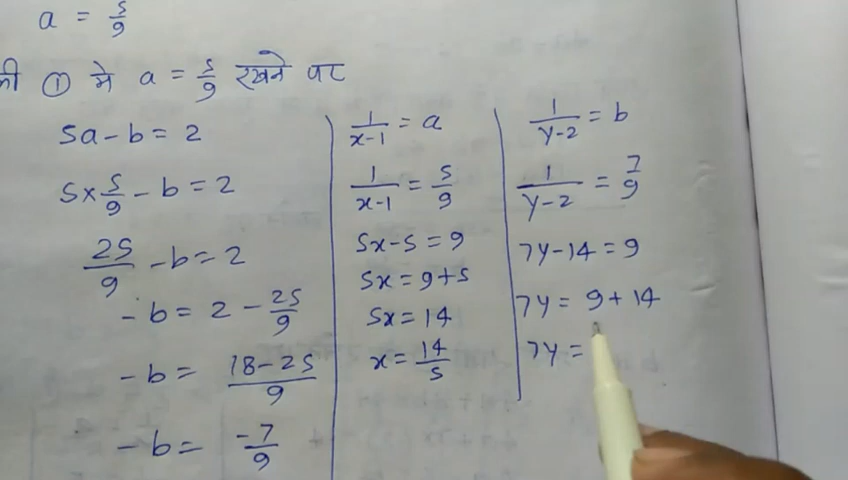 a = 5/9
① मे a = 5/9 रखने पर
5a - b = 2
5 × 5/9 - b = 2
25/9 - b = 2
- b = 2 - 25/9
- b = 18 - 25/9
- b = -7/9
1/x-1 = a
1/x-1 = 5/9
5x - 5 = 9
5x = 9 + 5
5x = 14
x = 14/5
1/y-2 = b
1/y-2 = 7/9
7y - 14 = 9
7y = 9 + 14
7y =